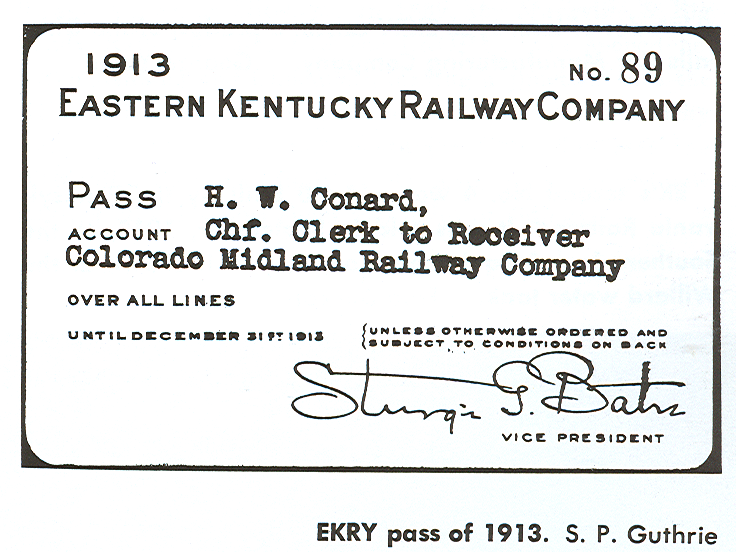 1913
No. 89
EASTERN KENTUCKY RAILWAY COMPANY
PASS H. W. Conard,
ACCOUNT Chf. Clerk to Receiver
Colorado Midland Railway Company
OVER ALL LINES
UNTIL DECEMBER 31ST 1913 {UNLESS OTHERWISE ORDERED AND
SUBJECT TO CONDITIONS ON BACK
Sturgis G. Bates
VICE PRESIDENT
EKRY pass of 1913. S. P. Guthrie